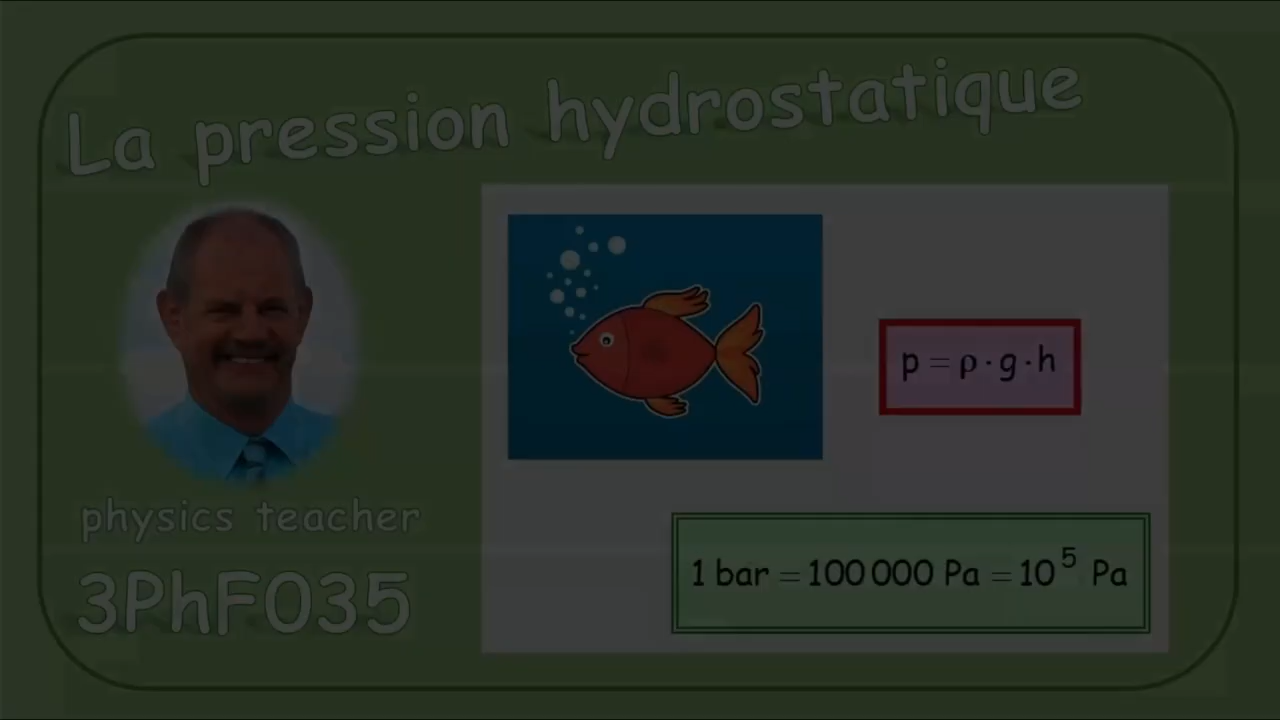 La pression hydrostatique
p = ρ · g · h
physics teacher
3PhF035
1 bar = 100 000 Pa = 10⁵ Pa